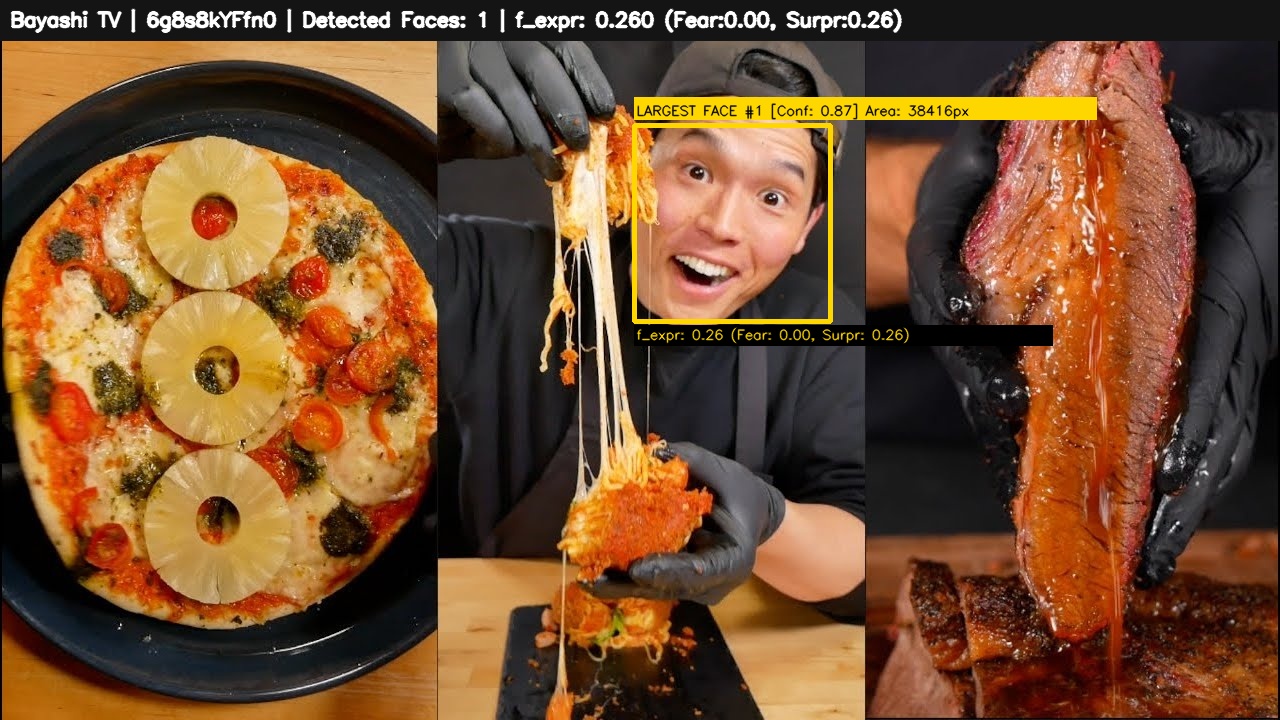 Bayashi TV | 6g8s8kYFfn0 | Detected Faces: 1 | f_expr: 0.260 (Fear:0.00, Surpr:0.26)
LARGEST FACE #1 [Conf: 0.87] Area: 38416px
f_expr: 0.26 (Fear: 0.00, Surpr: 0.26)